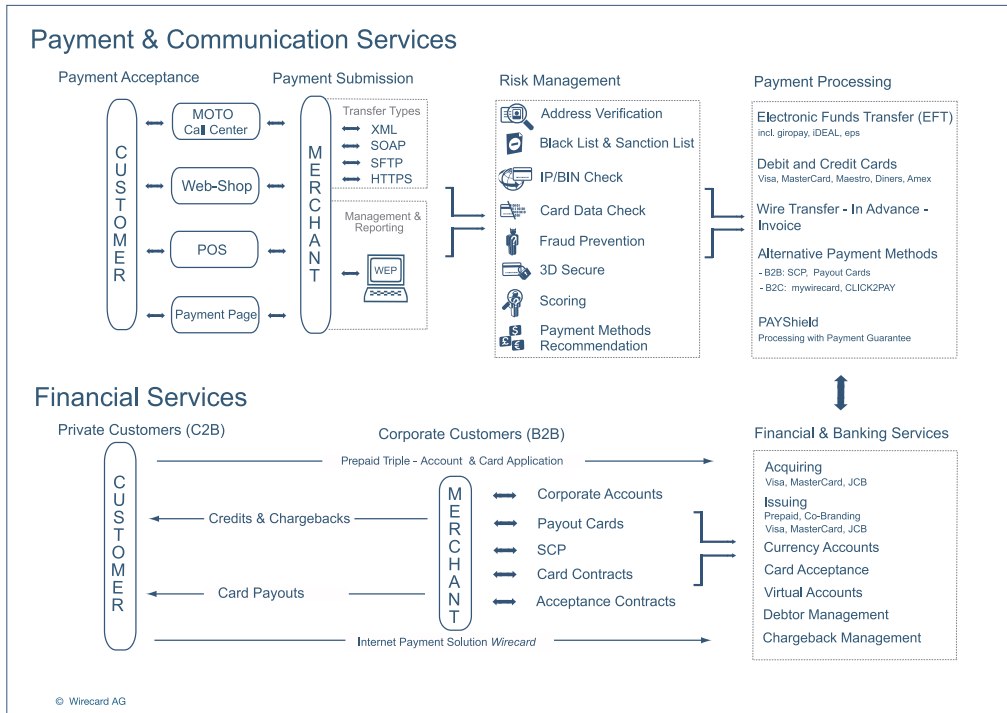 Payment & Communication Services
Payment Acceptance
Payment Submission
Risk Management
Payment Processing
CUSTOMER
MOTO
Call Center
Web-Shop
POS
Payment Page
MERCHANT
Transfer Types
XML
SOAP
SFTP
HTTPS
Management &
Reporting
WEP
Address Verification
Black List & Sanction List
IP/BIN Check
Card Data Check
Fraud Prevention
3D Secure
Scoring
Payment Methods
Recommendation
Electronic Funds Transfer (EFT)
incl. giropay, iDEAL, eps
Debit and Credit Cards
Visa, MasterCard, Maestro, Diners, Amex
Wire Transfer - In Advance -
Invoice
Alternative Payment Methods
- B2B: SCP, Payout Cards
- B2C: mywirecard, CLICK2PAY
PAYShield
Processing with Payment Guarantee
Financial Services
Private Customers (C2B)
Corporate Customers (B2B)
Financial & Banking Services
Prepaid Triple - Account & Card Application
CUSTOMER
Credits & Chargebacks
Card Payouts
MERCHANT
Corporate Accounts
Payout Cards
SCP
Card Contracts
Acceptance Contracts
Internet Payment Solution Wirecard
Acquiring
Visa, MasterCard, JCB
Issuing
Prepaid, Co-Branding
Visa, MasterCard, JCB
Currency Accounts
Card Acceptance
Virtual Accounts
Debtor Management
Chargeback Management
© Wirecard AG